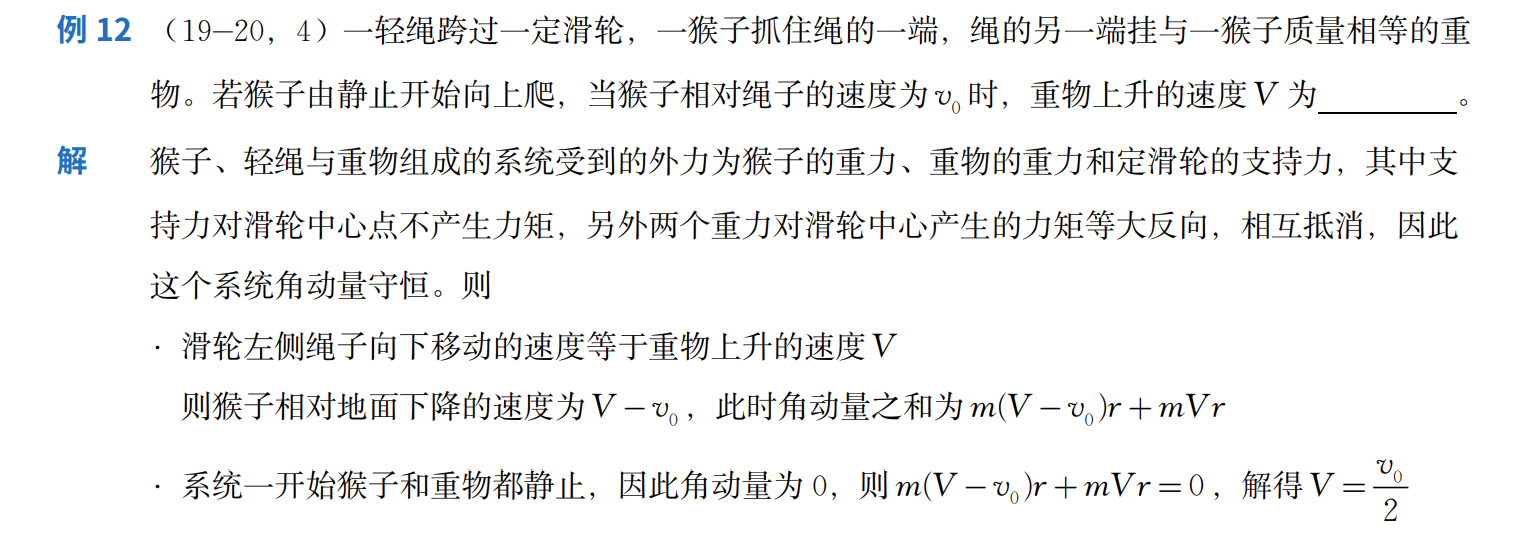 例 12 （19–20，4）一轻绳跨过一定滑轮，一猴子抓住绳的一端，绳的另一端挂与一猴子质量相等的重
物。若猴子由静止开始向上爬，当猴子相对绳子的速度为 v₀ 时，重物上升的速度 V 为________。
解 猴子、轻绳与重物组成的系统受到的外力为猴子的重力、重物的重力和定滑轮的支持力，其中支
持力对滑轮中心点不产生力矩，另外两个重力对滑轮中心产生的力矩等大反向，相互抵消，因此
这个系统角动量守恒。则
· 滑轮左侧绳子向下移动的速度等于重物上升的速度 V
则猴子相对地面下降的速度为 V − v₀，此时角动量之和为 m(V − v₀)r + mVr
· 系统一开始猴子和重物都静止，因此角动量为 0，则 m(V − v₀)r + mVr = 0，解得 V = v₀/2